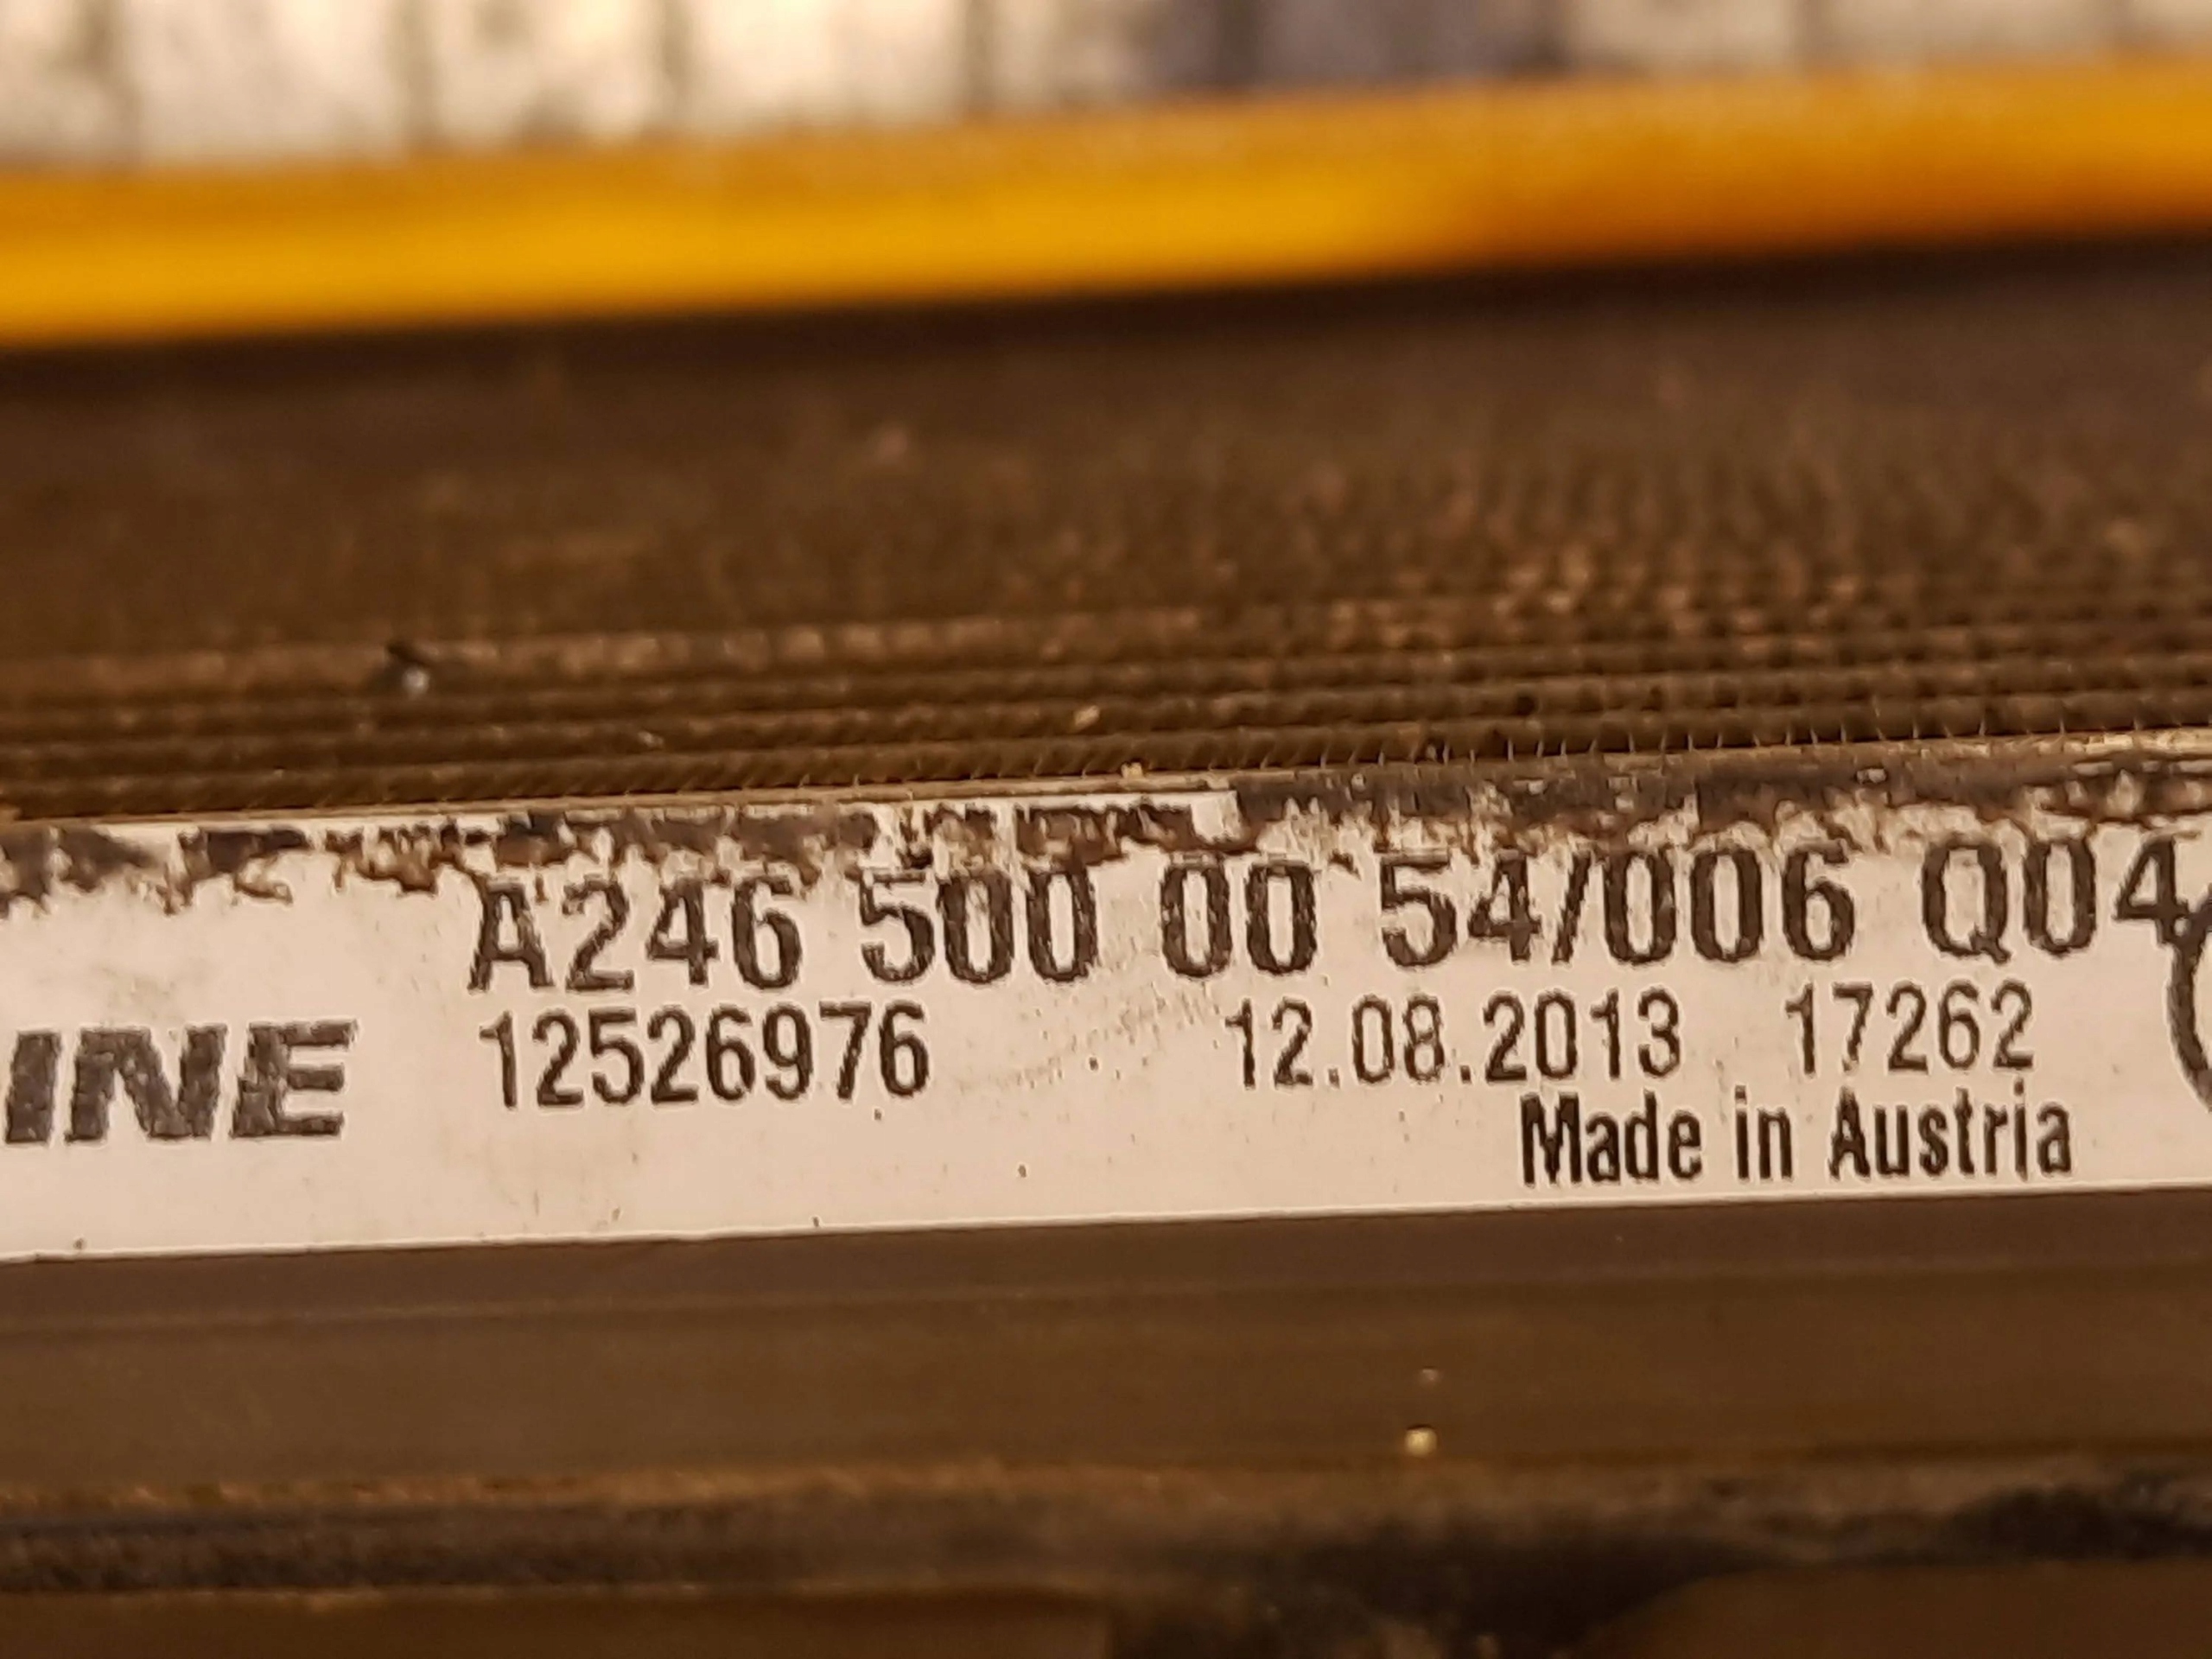 A246 500 00 54/006 Q04
INE 12526976 12.08.2013 17262
Made in Austria